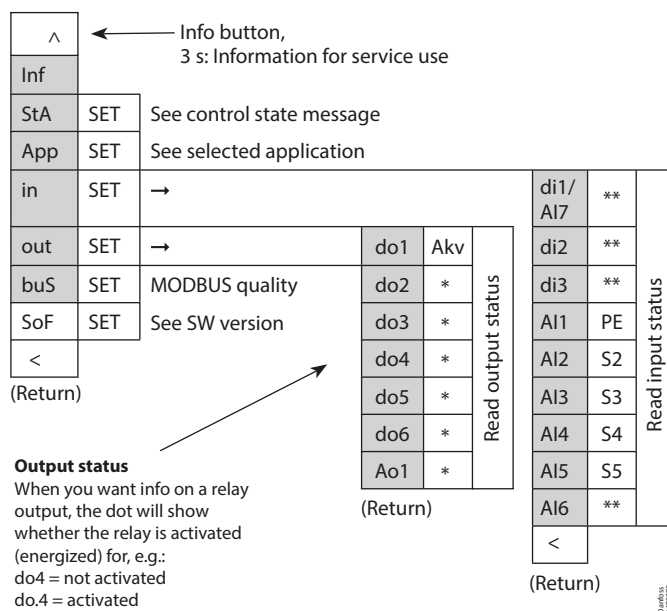 ^
Info button,
3 s: Information for service use
Inf
StA SET See control state message
App SET See selected application
in SET →
out SET →
buS SET MODBUS quality
SoF SET See SW version
<
(Return)
do1 Akv
do2 *
do3 *
do4 *
do5 *
do6 *
Ao1 *
Read output status
(Return)
di1/
AI7 **
di2 **
di3 **
AI1 PE
AI2 S2
AI3 S3
AI4 S4
AI5 S5
AI6 **
<
Read input status
(Return)
Output status
When you want info on a relay
output, the dot will show
whether the relay is activated
(energized) for, e.g.:
do4 = not activated
do.4 = activated
Danfoss